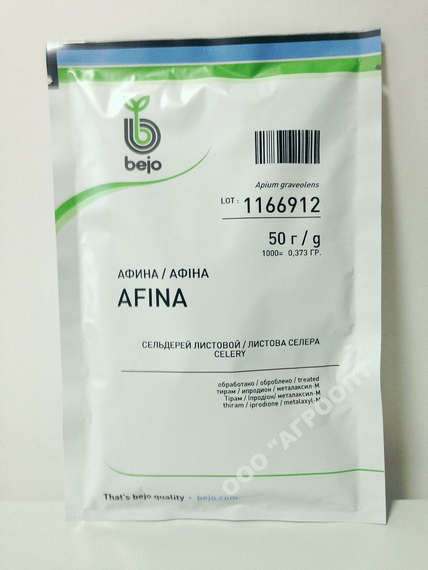 bejo
Apium graveolens
LOT : 1166912
50 г / g
1000= 0,373 ГР.
АФИНА / АФІНА
AFINA
СЕЛЬДЕРЕЙ ЛИСТОВОЙ / ЛИСТОВА СЕЛЕРА
CELERY
обработано / оброблено / treated
тирам / ипродион / металаксил-М
Тірам / Іпродіон/ металаксил-М
thiram / iprodione / metalaxyl-M
ООО "АГРООПТ
That's bejo quality • bejo.com